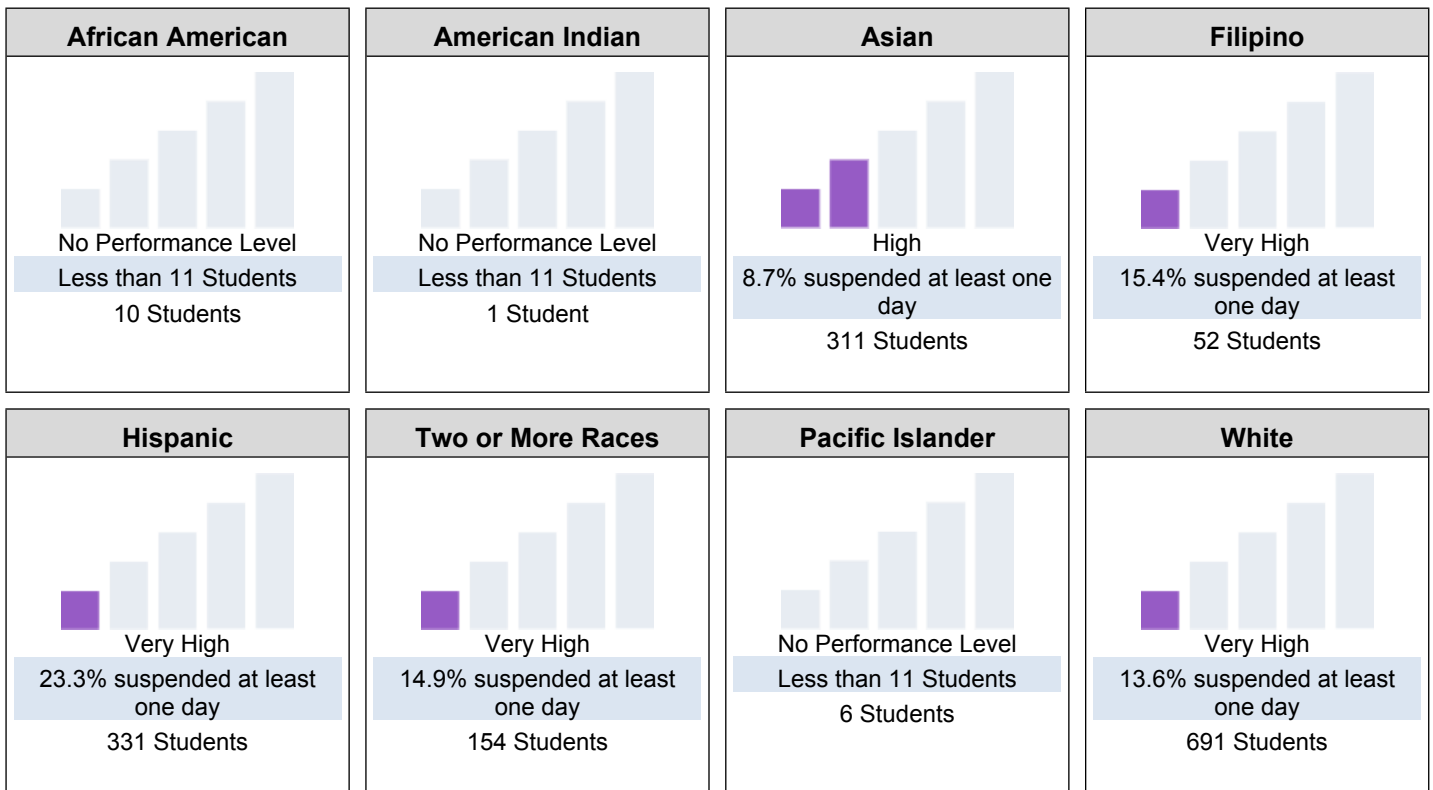 African American
No Performance Level
Less than 11 Students
10 Students
American Indian
No Performance Level
Less than 11 Students
1 Student
Asian
High
8.7% suspended at least one
day
311 Students
Filipino
Very High
15.4% suspended at least
one day
52 Students
Hispanic
Very High
23.3% suspended at least
one day
331 Students
Two or More Races
Very High
14.9% suspended at least
one day
154 Students
Pacific Islander
No Performance Level
Less than 11 Students
6 Students
White
Very High
13.6% suspended at least
one day
691 Students